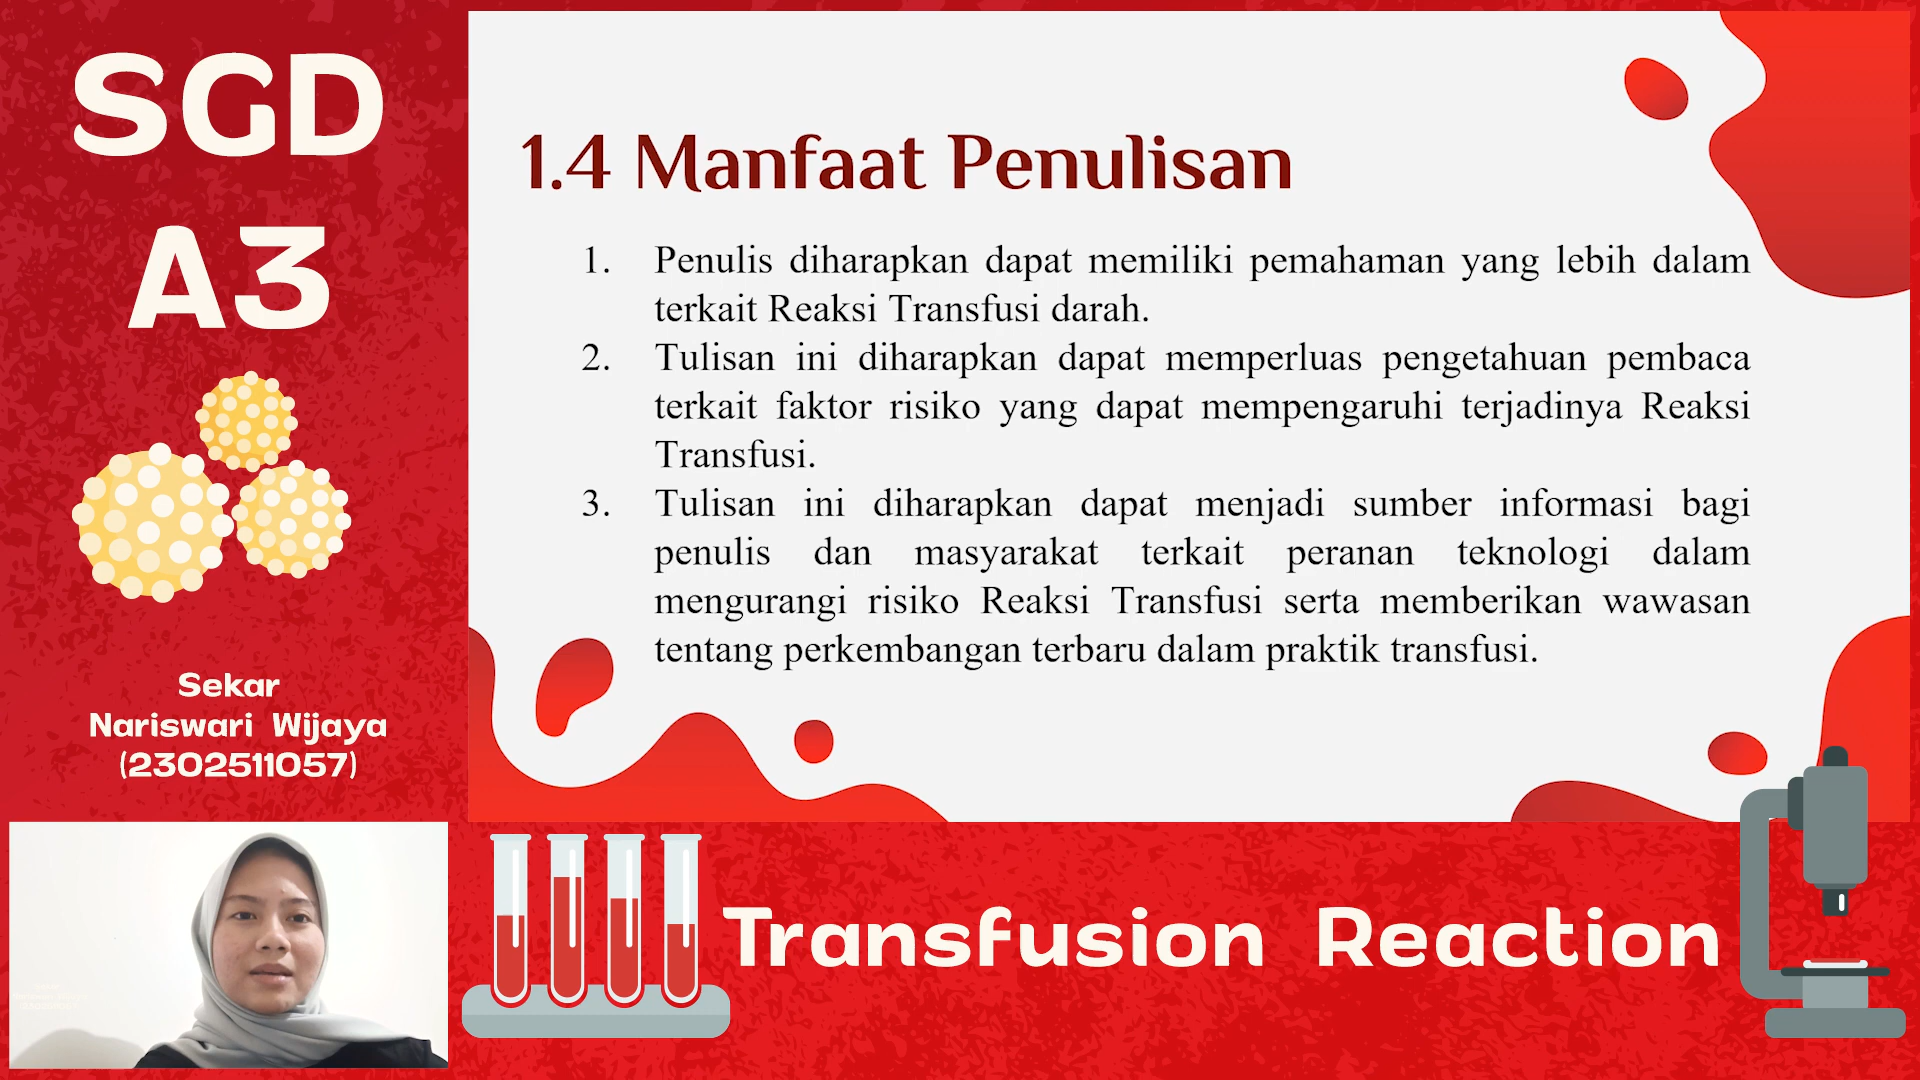 SGD
A3
Sekar
Nariswari Wijaya
(2302511057)
1.4 Manfaat Penulisan
1. Penulis diharapkan dapat memiliki pemahaman yang lebih dalam
terkait Reaksi Transfusi darah.
2. Tulisan ini diharapkan dapat memperluas pengetahuan pembaca
terkait faktor risiko yang dapat mempengaruhi terjadinya Reaksi
Transfusi.
3. Tulisan ini diharapkan dapat menjadi sumber informasi bagi
penulis dan masyarakat terkait peranan teknologi dalam
mengurangi risiko Reaksi Transfusi serta memberikan wawasan
tentang perkembangan terbaru dalam praktik transfusi.
Transfusion Reaction